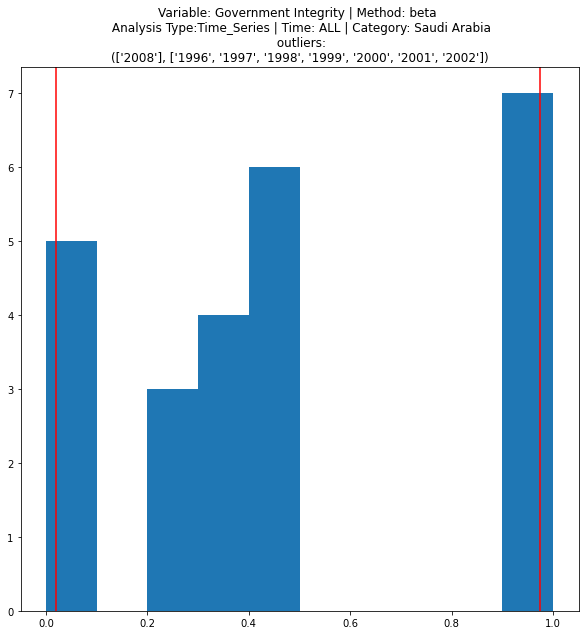 Variable: Government Integrity | Method: beta
Analysis Type:Time_Series | Time: ALL | Category: Saudi Arabia
outliers:
(['2008'], ['1996', '1997', '1998', '1999', '2000', '2001', '2002'])
7
6
5
4
3
2
1
0
0.0 0.2 0.4 0.6 0.8 1.0